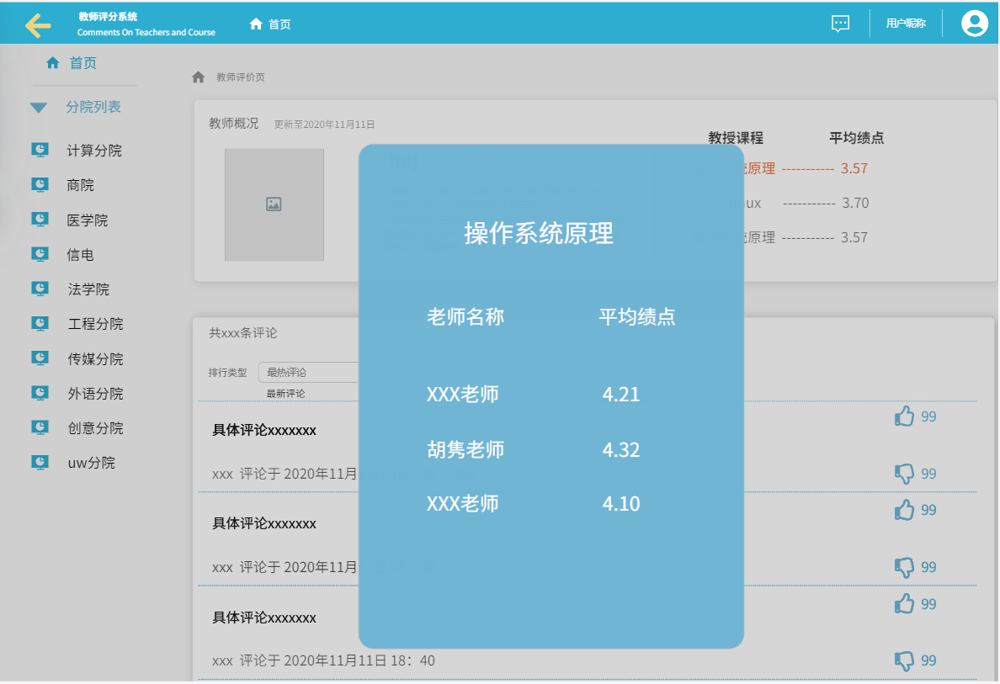 教师评分系统
Comments On Teachers and Course
首页
用户昵称
首页
分院列表
计算分院
商院
医学院
信电
法学院
工程分院
传媒分院
外语分院
创意分院
uw分院
教师评价页
教师概况 更新至2020年11月11日
教授课程 平均绩点
统原理 ----------- 3.57
nux ----------- 3.70
统原理 ----------- 3.57
操作系统原理
老师名称 平均绩点
XXX老师 4.21
胡隽老师 4.32
XXX老师 4.10
共xxx条评论
排行类型 最热评论
最新评论
具体评论xxxxxxx 99
xxx 评论于 2020年11月 99
具体评论xxxxxxx 99
xxx 评论于 2020年11月 99
具体评论xxxxxxx 99
xxx 评论于 2020年11月11日 18：40 99